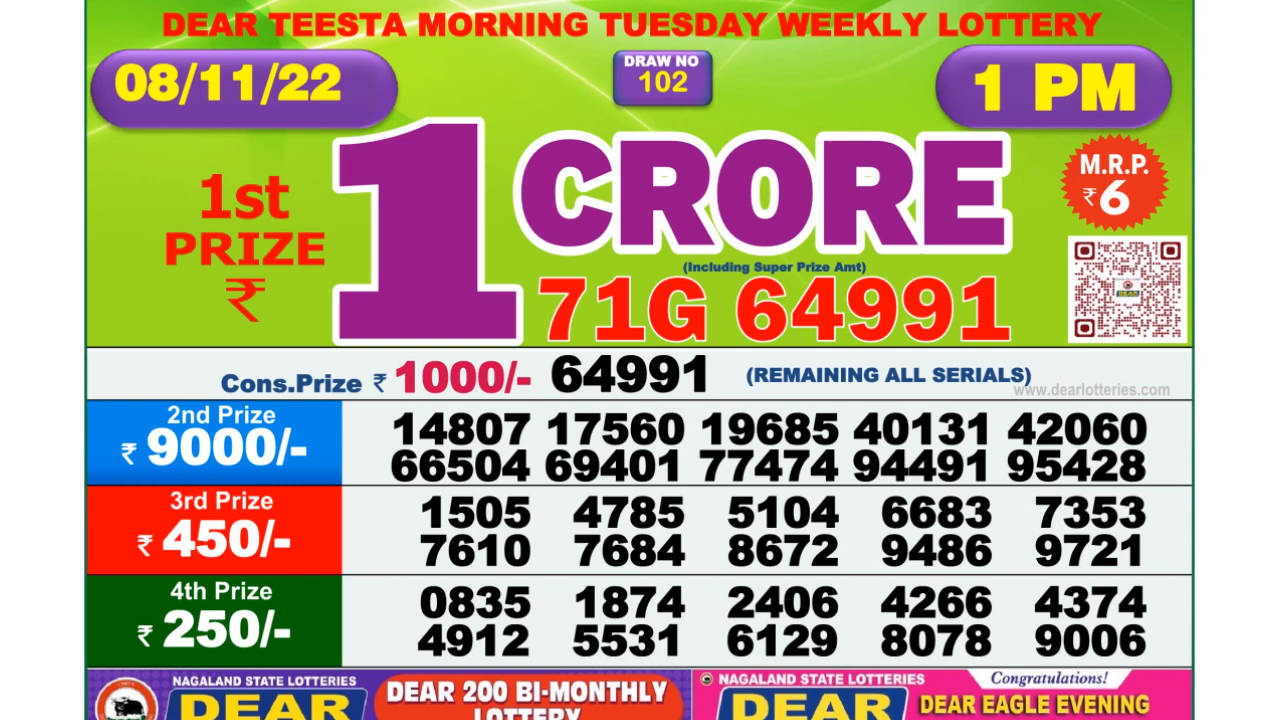 DEAR TEESTA MORNING TUESDAY WEEKLY LOTTERY
08/11/22
DRAW NO
102
1 PM
1st
PRIZE
₹
1 CRORE
(Including Super Prize Amt)
71G 64991
M.R.P.
₹6
DEAR
Cons.Prize ₹ 1000/- 64991 (REMAINING ALL SERIALS)
www.dearlotteries.com
2nd Prize
₹ 9000/-
14807 17560 19685 40131 42060
66504 69401 77474 94491 95428
3rd Prize
₹ 450/-
1505 4785 5104 6683 7353
7610 7684 8672 9486 9721
4th Prize
₹ 250/-
0835 1874 2406 4266 4374
4912 5531 6129 8078 9006
NAGALAND STATE LOTTERIES
DEAR
DEAR 200 BI-MONTHLY
LOTTERY
NAGALAND STATE LOTTERIES
DEAR
Congratulations!
DEAR EAGLE EVENING